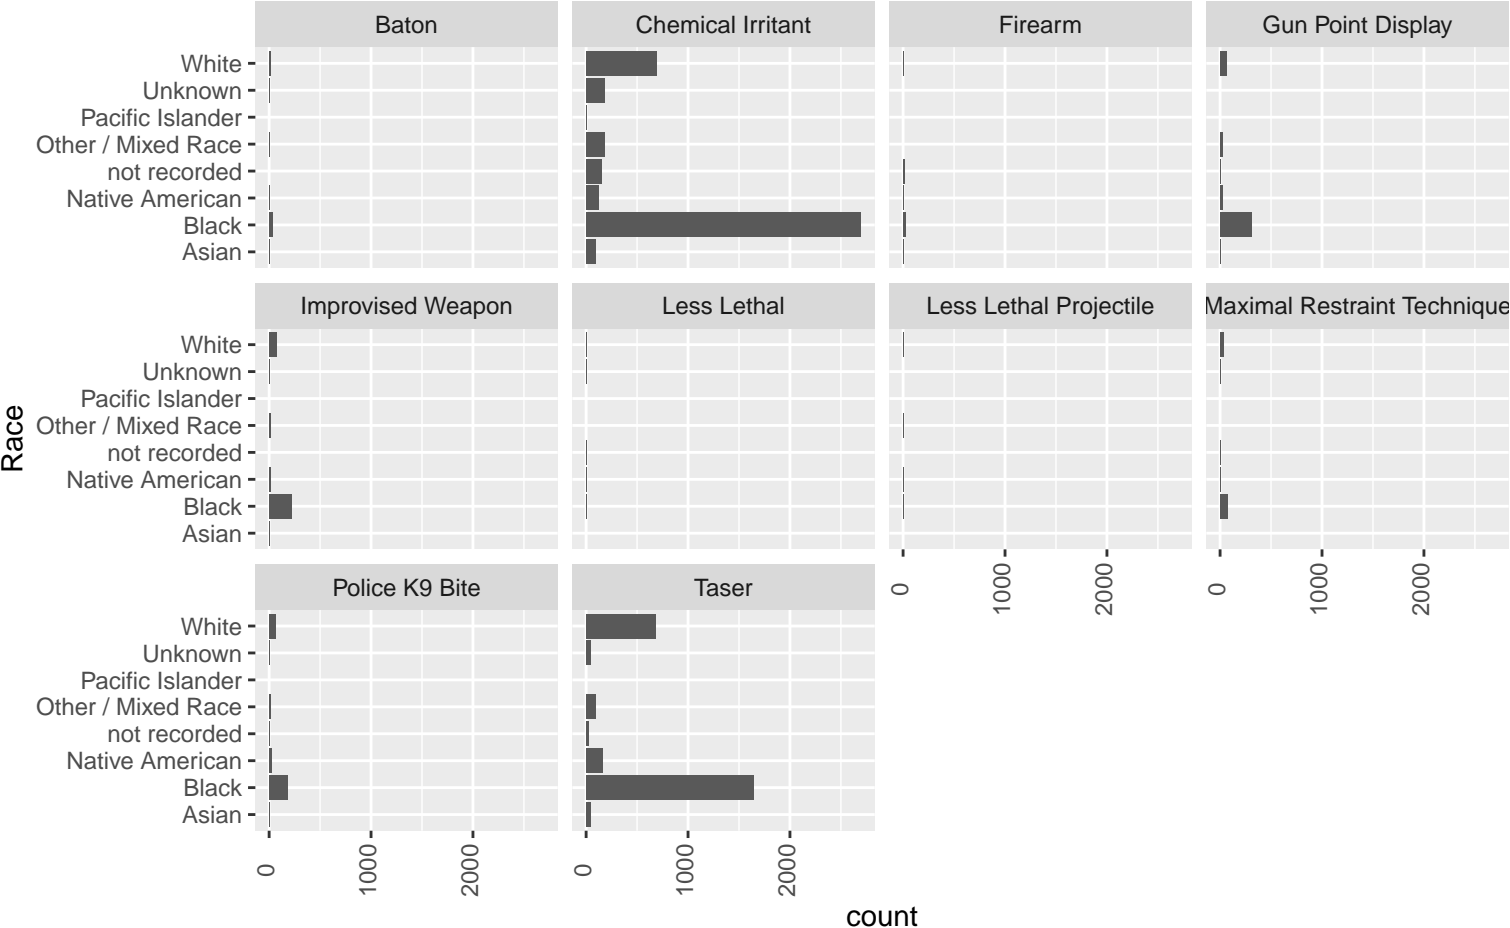 Baton
Chemical Irritant
Firearm
Gun Point Display
White
Unknown
Pacific Islander
Other / Mixed Race
not recorded
Native American
Black
Asian
Improvised Weapon
Less Lethal
Less Lethal Projectile
Maximal Restraint Technique
White
Unknown
Pacific Islander
Other / Mixed Race
not recorded
Native American
Black
Asian
Race
0
1000
2000
0
1000
2000
Police K9 Bite
Taser
White
Unknown
Pacific Islander
Other / Mixed Race
not recorded
Native American
Black
Asian
0
1000
2000
0
1000
2000
count